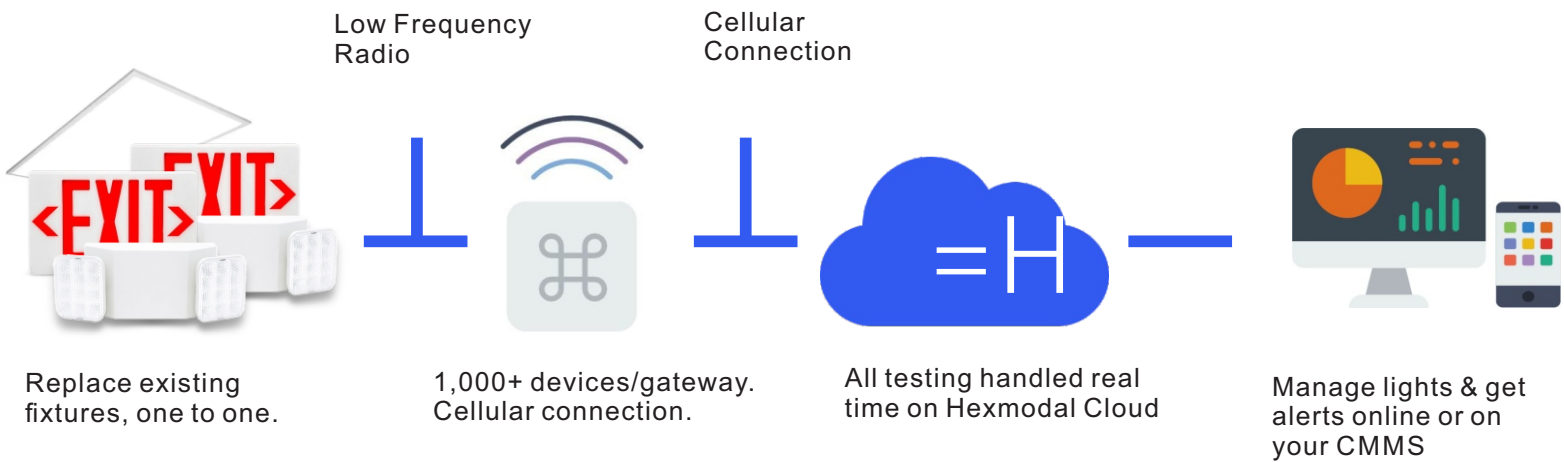 Low Frequency
Radio
Cellular
Connection
EXIT
<EXIT>
EXIT>
=H
Replace existing
fixtures, one to one.
1,000+ devices/gateway.
Cellular connection.
All testing handled real
time on Hexmodal Cloud
Manage lights & get
alerts online or on
your CMMS